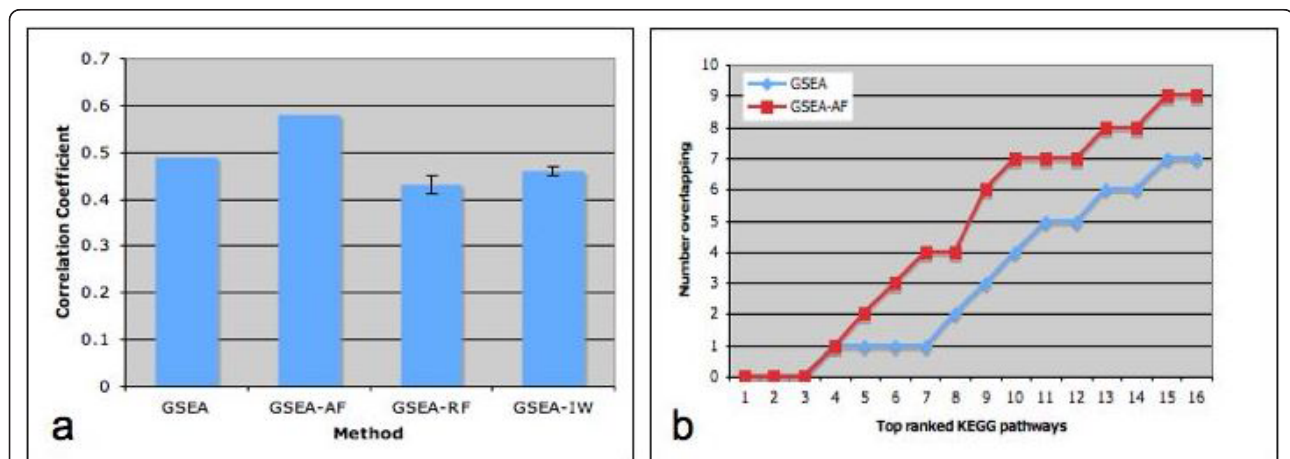 0.7
0.6
0.5
0.4
0.3
0.2
0.1
0
Correlation Coefficient
GSEA GSEA-AF GSEA-RF GSEA-IW
Method
a
10
9
8
7
6
5
4
3
2
1
0
Number overlapping
GSEA
GSEA-AF
1 2 3 4 5 6 7 8 9 10 11 12 13 14 15 16
Top ranked KEGG pathways
b